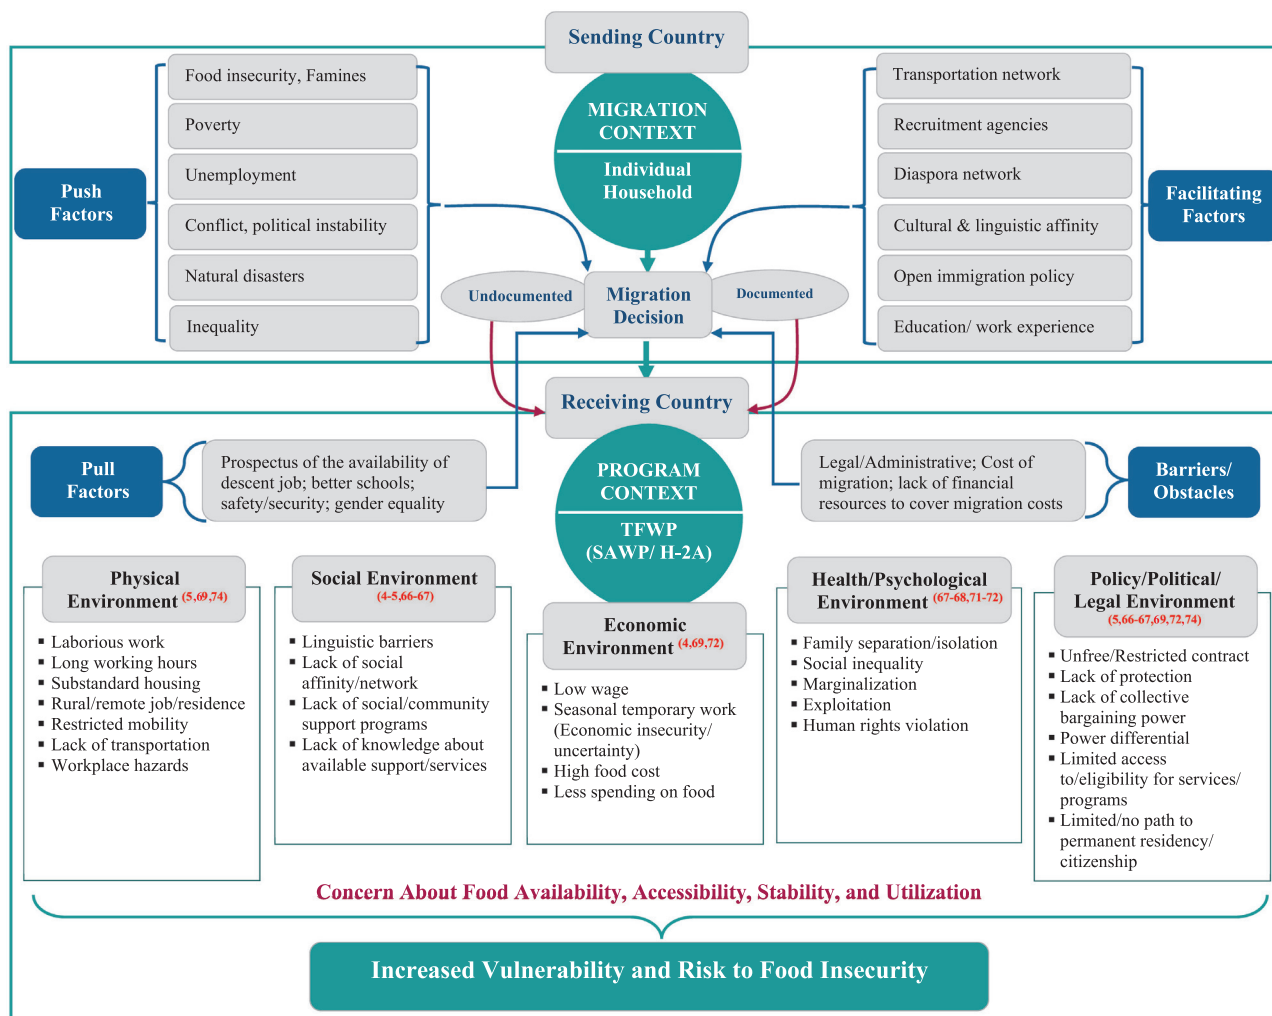 Sending Country
MIGRATION
CONTEXT
Individual
Household
Push
Factors
Food insecurity, Famines
Poverty
Unemployment
Conflict, political instability
Natural disasters
Inequality
Transportation network
Recruitment agencies
Diaspora network
Cultural & linguistic affinity
Open immigration policy
Education/ work experience
Facilitating
Factors
Undocumented
Migration
Decision
Documented
Receiving Country
Pull
Factors
Prospectus of the availability of
descent job; better schools;
safety/security; gender equality
PROGRAM
CONTEXT
TFWP
(SAWP/ H-2A)
Legal/Administrative; Cost of
migration; lack of financial
resources to cover migration costs
Barriers/
Obstacles
Physical
Environment (5,69,74)
▪ Laborious work
▪ Long working hours
▪ Substandard housing
▪ Rural/remote job/residence
▪ Restricted mobility
▪ Lack of transportation
▪ Workplace hazards
Social Environment
(4-5,66-67)
▪ Linguistic barriers
▪ Lack of social
affinity/network
▪ Lack of social/community
support programs
▪ Lack of knowledge about
available support/services
Economic
Environment (4,69,72)
▪ Low wage
▪ Seasonal temporary work
(Economic insecurity/
uncertainty)
▪ High food cost
▪ Less spending on food
Health/Psychological
Environment (67-68,71-72)
▪ Family separation/isolation
▪ Social inequality
▪ Marginalization
▪ Exploitation
▪ Human rights violation
Policy/Political/
Legal Environment
(5,66-67,69,72,74)
▪ Unfree/Restricted contract
▪ Lack of protection
▪ Lack of collective
bargaining power
▪ Power differential
▪ Limited access
to/eligibility for services/
programs
▪ Limited/no path to
permanent residency/
citizenship
Concern About Food Availability, Accessibility, Stability, and Utilization
Increased Vulnerability and Risk to Food Insecurity